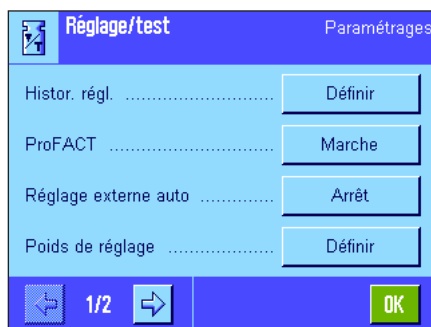 Réglage/test Paramétrages
Histor. régl. ............................ Définir
ProFACT .............................. Marche
Réglage externe auto ............. Arrêt
Poids de réglage ................... Définir
1/2 OK